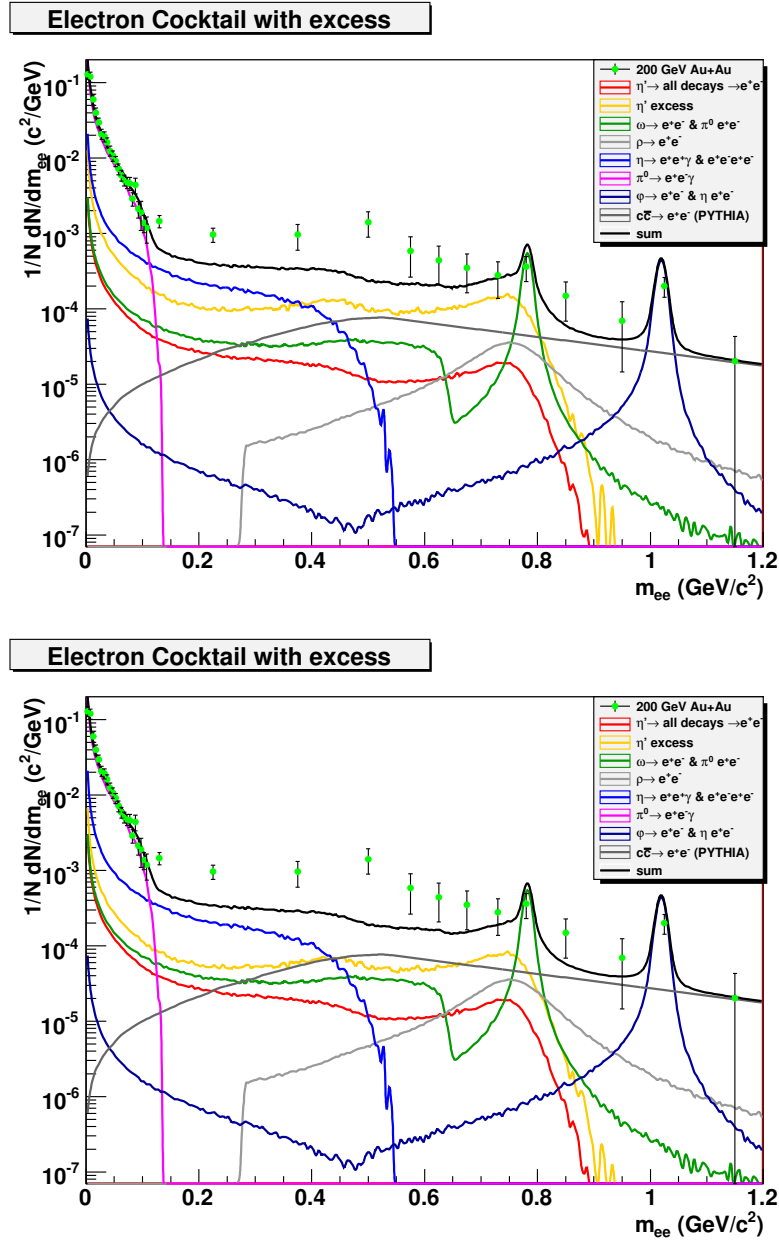 Electron Cocktail with excess
1/N dN/dm_ee (c²/GeV)
10⁻¹
10⁻²
10⁻³
10⁻⁴
10⁻⁵
10⁻⁶
10⁻⁷
200 GeV Au+Au
η'→ all decays →e⁺e⁻
η' excess
ω→ e⁺e⁻ & π⁰ e⁺e⁻
ρ→ e⁺e⁻
η→ e⁺e⁺γ & e⁺e⁻e⁺e⁻
π⁰→ e⁺e⁻γ
φ→ e⁺e⁻ & η e⁺e⁻
cc̅→ e⁺e⁻ (PYTHIA)
sum
0 0.2 0.4 0.6 0.8 1 1.2
m_ee (GeV/c²)
Electron Cocktail with excess
1/N dN/dm_ee (c²/GeV)
10⁻¹
10⁻²
10⁻³
10⁻⁴
10⁻⁵
10⁻⁶
10⁻⁷
200 GeV Au+Au
η'→ all decays →e⁺e⁻
η' excess
ω→ e⁺e⁻ & π⁰ e⁺e⁻
ρ→ e⁺e⁻
η→ e⁺e⁺γ & e⁺e⁻e⁺e⁻
π⁰→ e⁺e⁻γ
φ→ e⁺e⁻ & η e⁺e⁻
cc̅→ e⁺e⁻ (PYTHIA)
sum
0 0.2 0.4 0.6 0.8 1 1.2
m_ee (GeV/c²)